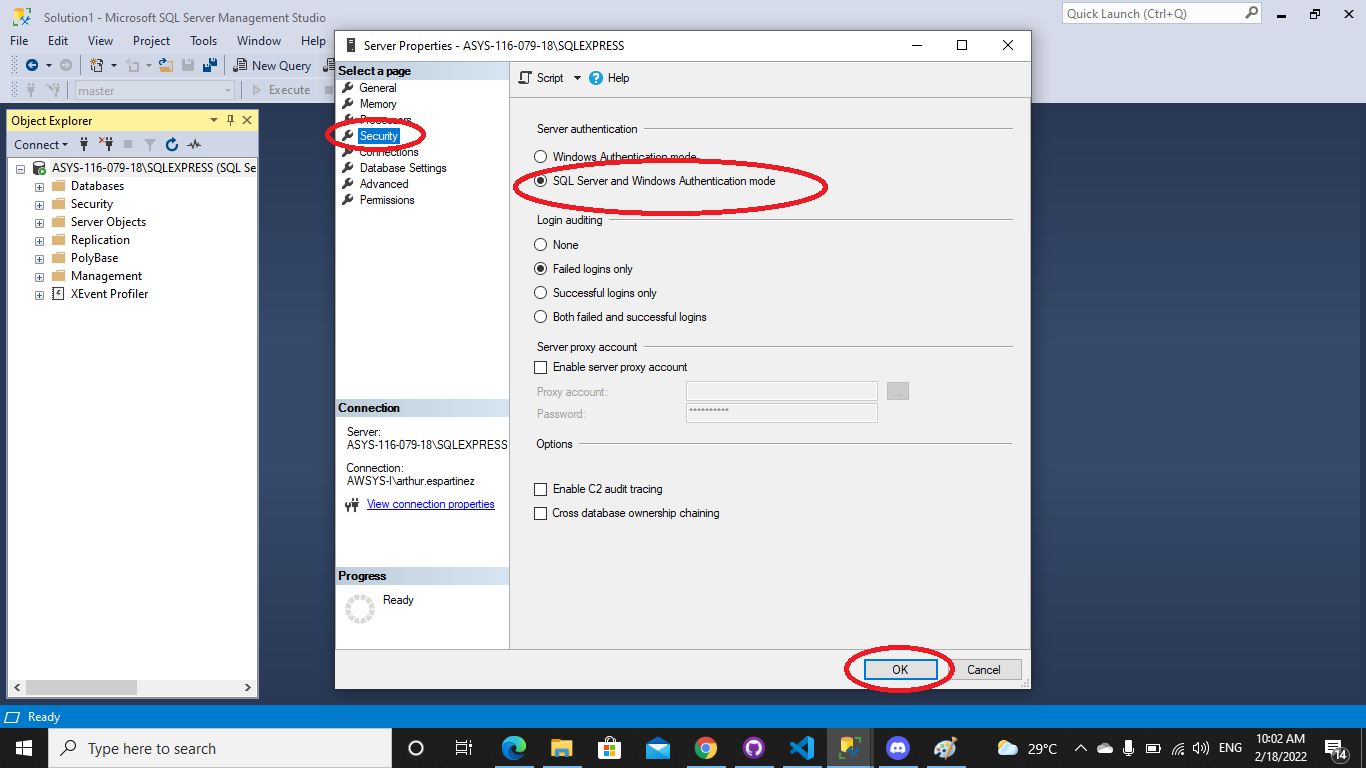 Solution1 - Microsoft SQL Server Management Studio
Quick Launch (Ctrl+Q)
File Edit View Project Tools Window Help
New Query
master
Execute
Object Explorer
Connect
ASYS-116-079-18\SQLEXPRESS (SQL Se
Databases
Security
Server Objects
Replication
PolyBase
Management
XEvent Profiler
Server Properties - ASYS-116-079-18\SQLEXPRESS
Select a page
General
Memory
Processors
Security
Connections
Database Settings
Advanced
Permissions
Connection
Server:
ASYS-116-079-18\SQLEXPRESS
Connection:
AWSYS-I\arthur.espartinez
View connection properties
Progress
Ready
Script Help
Server authentication
Windows Authentication mode
SQL Server and Windows Authentication mode
Login auditing
None
Failed logins only
Successful logins only
Both failed and successful logins
Server proxy account
Enable server proxy account
Proxy account:
...
Password:
**********
Options
Enable C2 audit tracing
Cross database ownership chaining
OK Cancel
Ready
Type here to search
29°C
ENG
10:02 AM
2/18/2022
14